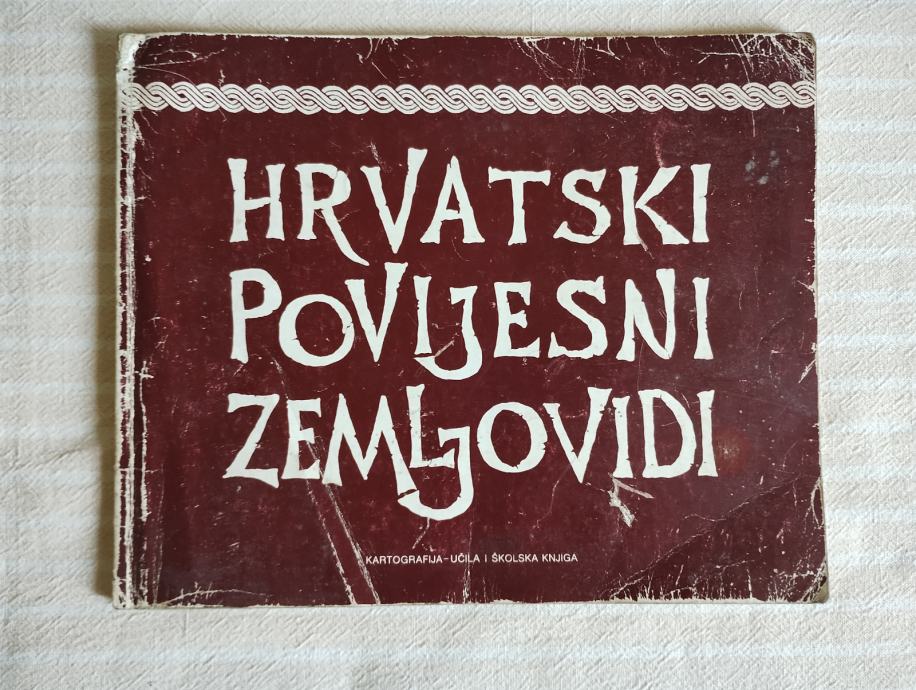 HRVATSKI
POVIJESNI
ZEMLJOVIDI
KARTOGRAFIJA-UČILA I ŠKOLSKA KNJIGA